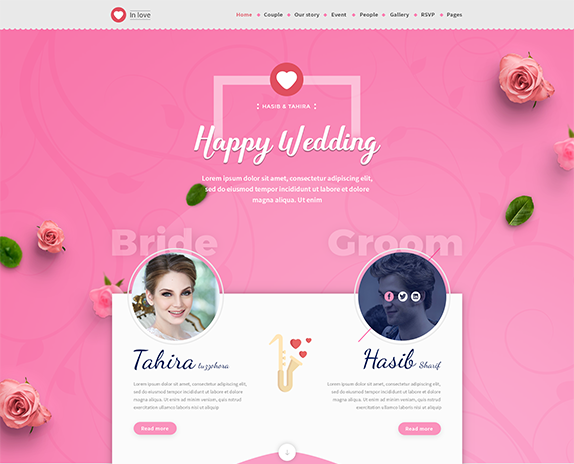 In love
Home Couple Our story Event People Gallery RSVP Pages
HASIB & TAHIRA
Happy Wedding
Lorem ipsum dolor sit amet, consectetur adipisicing elit,
sed do eiusmod tempor incididunt ut labore et dolore
magna aliqua. Ut enim
Bride
Groom
Tahira tuzzohora
Hasib Sharif
Lorem ipsum dolor sit amet, consectetur adipisicing elit, sed do eiusmod tempor incididunt ut labore et dolore magna aliqua. Ut enim ad minim veniam, quis nostrud exercitation ullamco laboris nisi ut aliquip
Lorem ipsum dolor sit amet, consectetur adipisicing elit, sed do eiusmod tempor incididunt ut labore et dolore magna aliqua. Ut enim ad minim veniam, quis nostrud exercitation ullamco laboris nisi ut aliquip
Read more
Read more